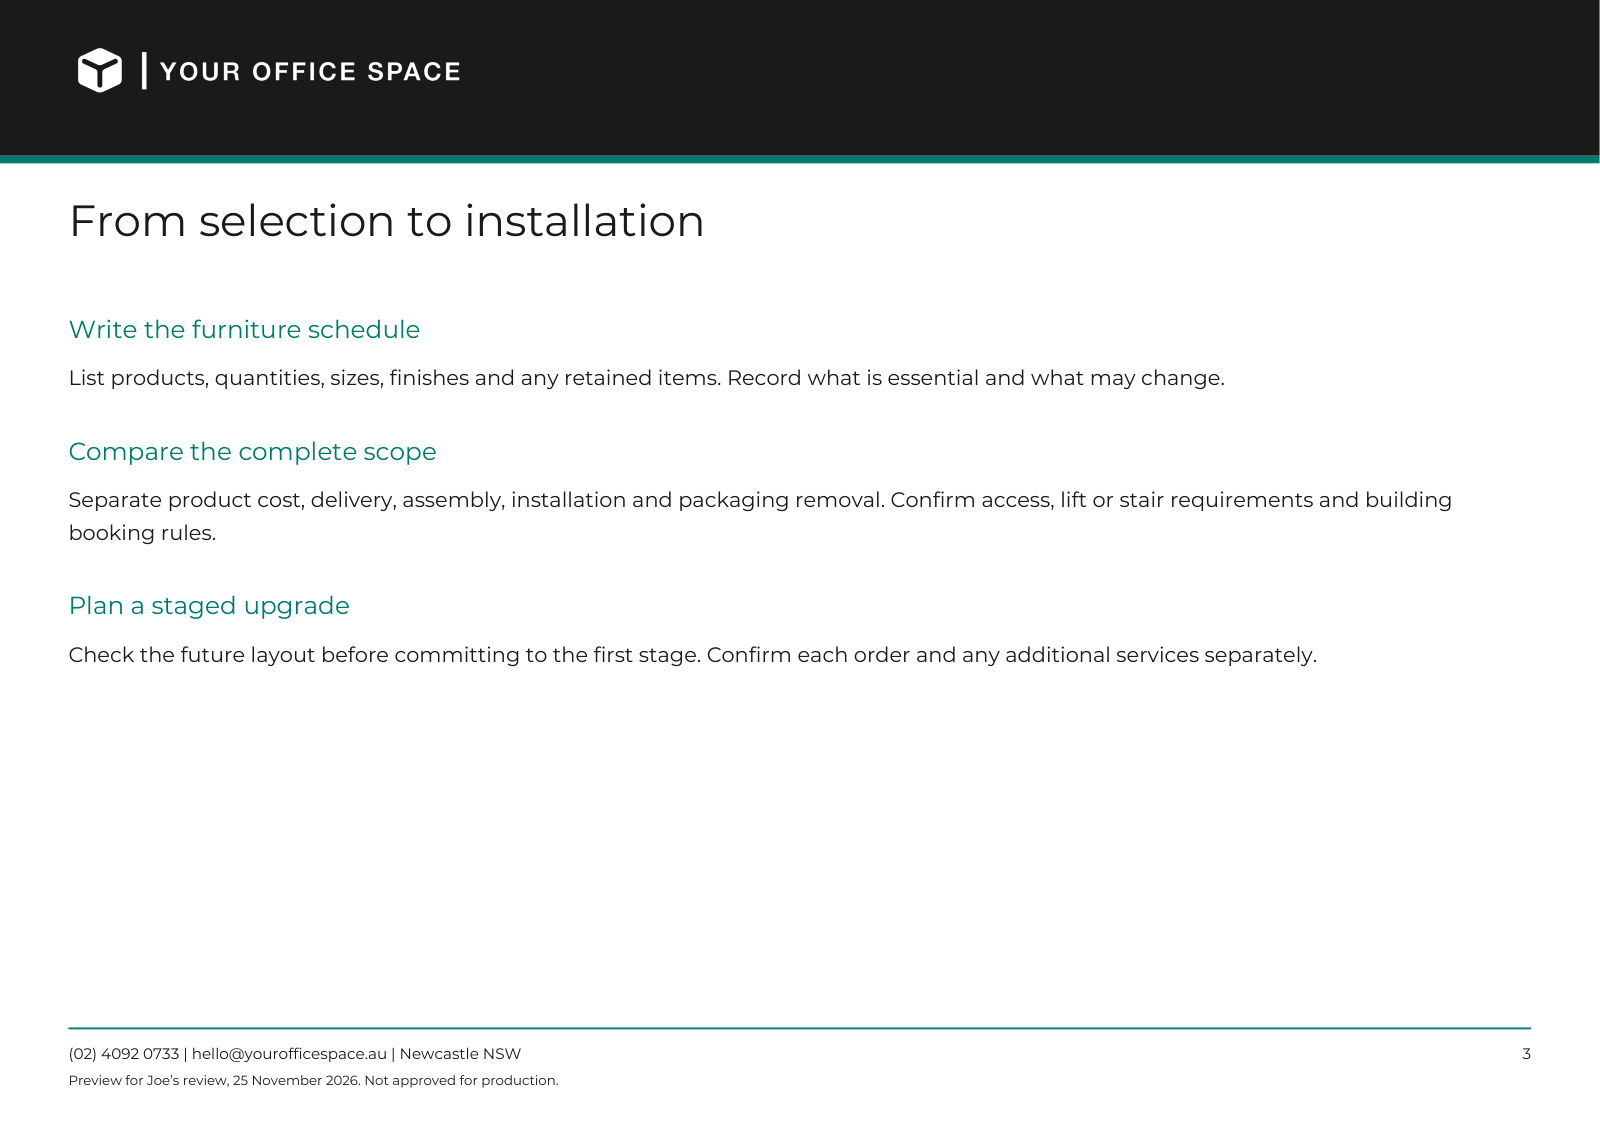 YOUR OFFICE SPACE
From selection to installation
Write the furniture schedule
List products, quantities, sizes, finishes and any retained items. Record what is essential and what may change.
Compare the complete scope
Separate product cost, delivery, assembly, installation and packaging removal. Confirm access, lift or stair requirements and building
booking rules.
Plan a staged upgrade
Check the future layout before committing to the first stage. Confirm each order and any additional services separately.
(02) 4092 0733 | hello@yourofficespace.au | Newcastle NSW
3
Preview for Joe’s review, 25 November 2026. Not approved for production.